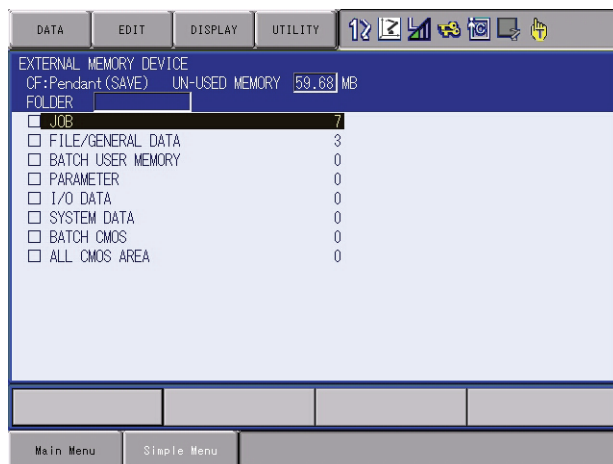 DATA EDIT DISPLAY UTILITY
EXTERNAL MEMORY DEVICE
CF:Pendant(SAVE) UN-USED MEMORY 59.68 MB
FOLDER
JOB 7
FILE/GENERAL DATA 3
BATCH USER MEMORY 0
PARAMETER 0
I/O DATA 0
SYSTEM DATA 0
BATCH CMOS 0
ALL CMOS AREA 0
Main Menu Simple Menu